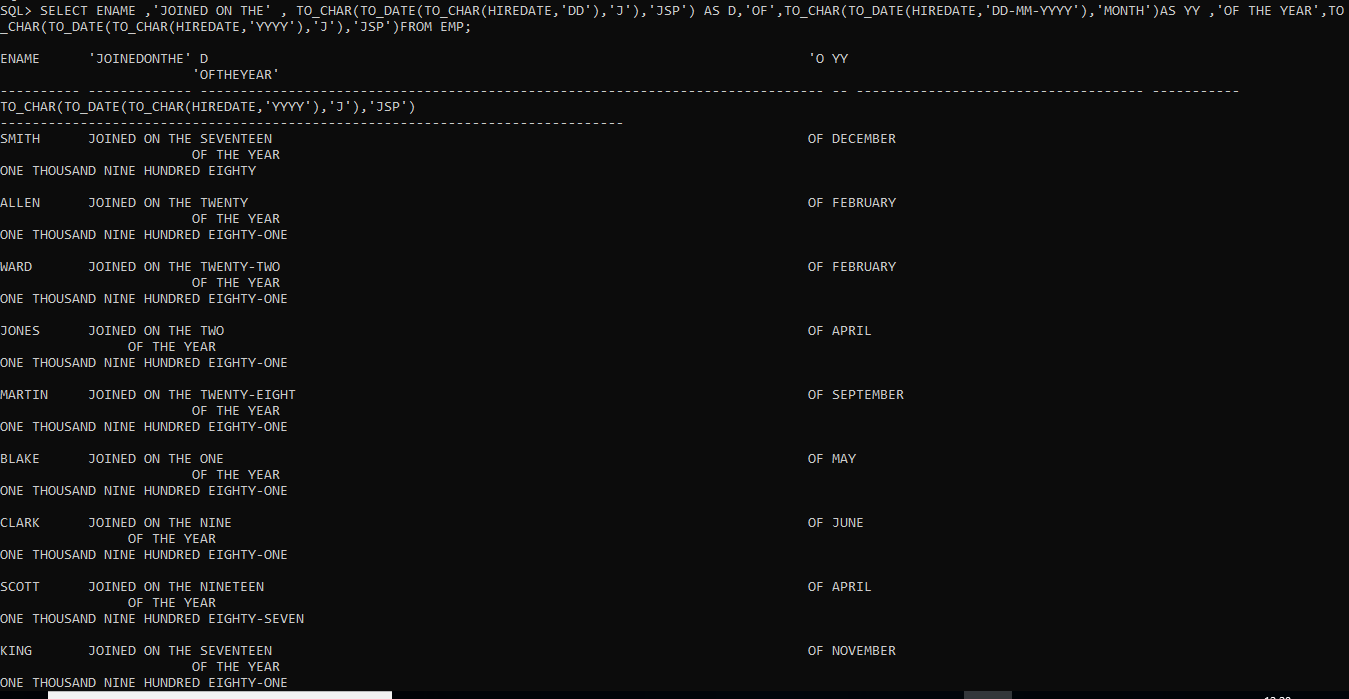 SQL> SELECT ENAME ,'JOINED ON THE' , TO_CHAR(TO_DATE(TO_CHAR(HIREDATE,'DD'),'J'),'JSP') AS D,'OF',TO_CHAR(TO_DATE(HIREDATE,'DD-MM-YYYY'),'MONTH')AS YY ,'OF THE YEAR',TO
_CHAR(TO_DATE(TO_CHAR(HIREDATE,'YYYY'),'J'),'JSP')FROM EMP;
ENAME 'JOINEDONTHE' D 'O YY
'OFTHEYEAR'
---------- ------------- ------------------------------------------------------------------------------ -- ------------------------------------ -----------
TO_CHAR(TO_DATE(TO_CHAR(HIREDATE,'YYYY'),'J'),'JSP')
------------------------------------------------------------------------------
SMITH JOINED ON THE SEVENTEEN OF DECEMBER
OF THE YEAR
ONE THOUSAND NINE HUNDRED EIGHTY
ALLEN JOINED ON THE TWENTY OF FEBRUARY
OF THE YEAR
ONE THOUSAND NINE HUNDRED EIGHTY-ONE
WARD JOINED ON THE TWENTY-TWO OF FEBRUARY
OF THE YEAR
ONE THOUSAND NINE HUNDRED EIGHTY-ONE
JONES JOINED ON THE TWO OF APRIL
OF THE YEAR
ONE THOUSAND NINE HUNDRED EIGHTY-ONE
MARTIN JOINED ON THE TWENTY-EIGHT OF SEPTEMBER
OF THE YEAR
ONE THOUSAND NINE HUNDRED EIGHTY-ONE
BLAKE JOINED ON THE ONE OF MAY
OF THE YEAR
ONE THOUSAND NINE HUNDRED EIGHTY-ONE
CLARK JOINED ON THE NINE OF JUNE
OF THE YEAR
ONE THOUSAND NINE HUNDRED EIGHTY-ONE
SCOTT JOINED ON THE NINETEEN OF APRIL
OF THE YEAR
ONE THOUSAND NINE HUNDRED EIGHTY-SEVEN
KING JOINED ON THE SEVENTEEN OF NOVEMBER
OF THE YEAR
ONE THOUSAND NINE HUNDRED EIGHTY-ONE